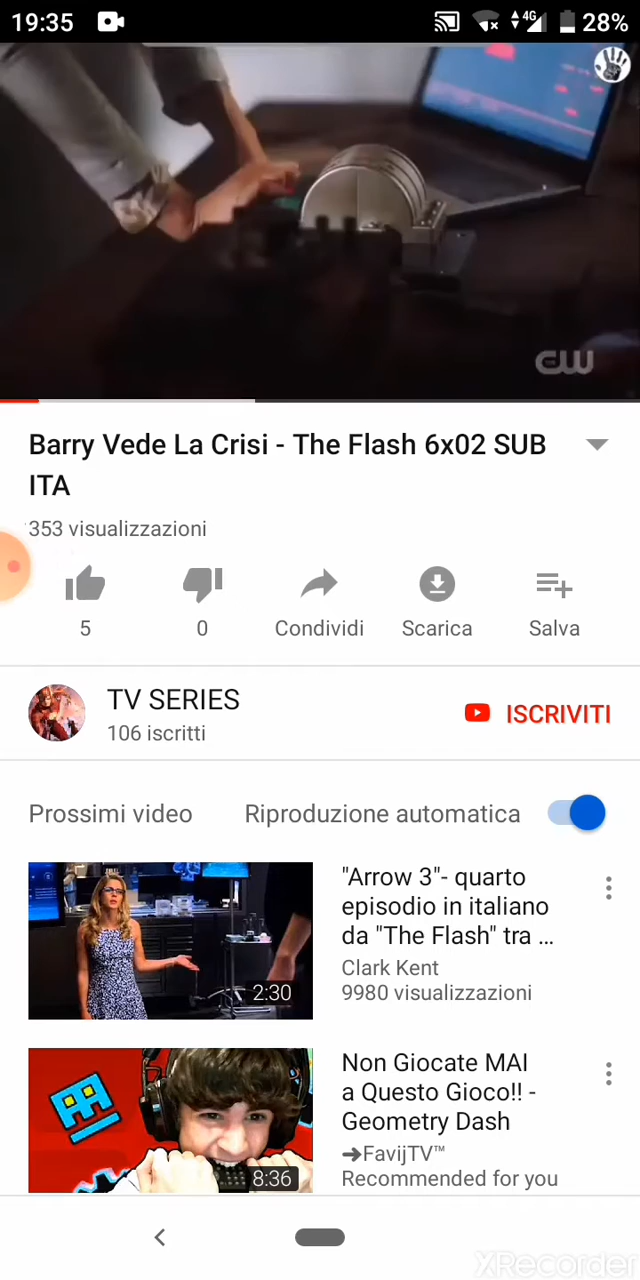 19:35
4G
28%
CW
Barry Vede La Crisi - The Flash 6x02 SUB
ITA
353 visualizzazioni
5
0
Condividi
Scarica
Salva
TV SERIES
106 iscritti
ISCRIVITI
Prossimi video
Riproduzione automatica
2:30
"Arrow 3"- quarto
episodio in italiano
da "The Flash" tra ...
Clark Kent
9980 visualizzazioni
8:36
Non Giocate MAI
a Questo Gioco!! -
Geometry Dash
➔FavijTV™
Recommended for you
XRecorder